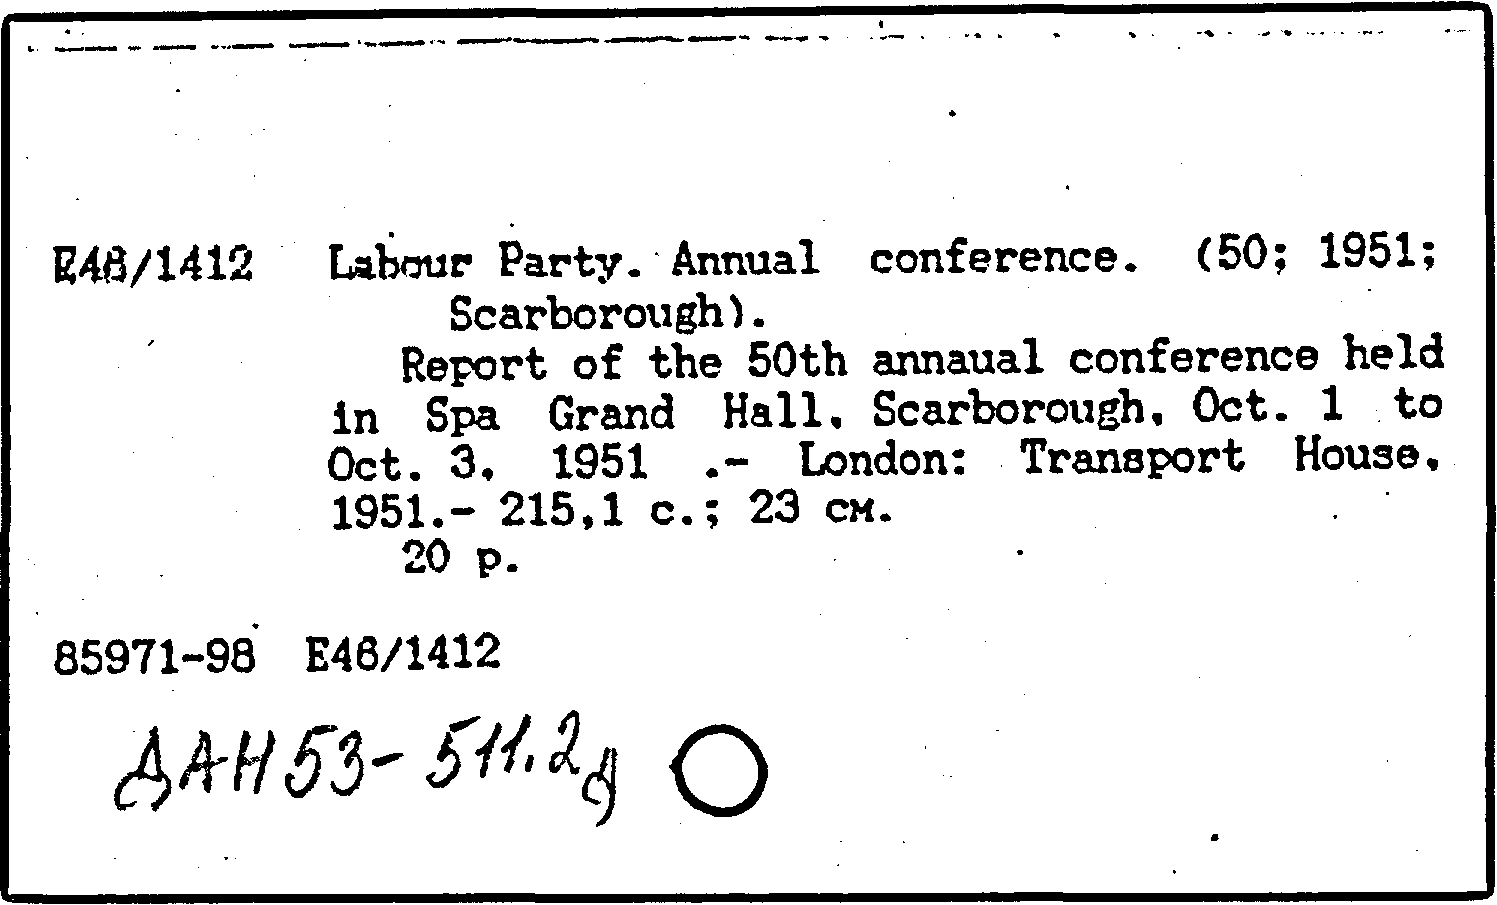 E46/1412 Labour Party. Annual conference. (50; 1951;
Scarborough).
Report of the 50th annaual conference held
in Spa Grand Hall, Scarborough, Oct. 1 to
Oct. 3, 1951 .- London: Transport House,
1951.- 215,1 с.; 23 см.
20 р.
85971-98 E46/1412
ДАН53-511.2д